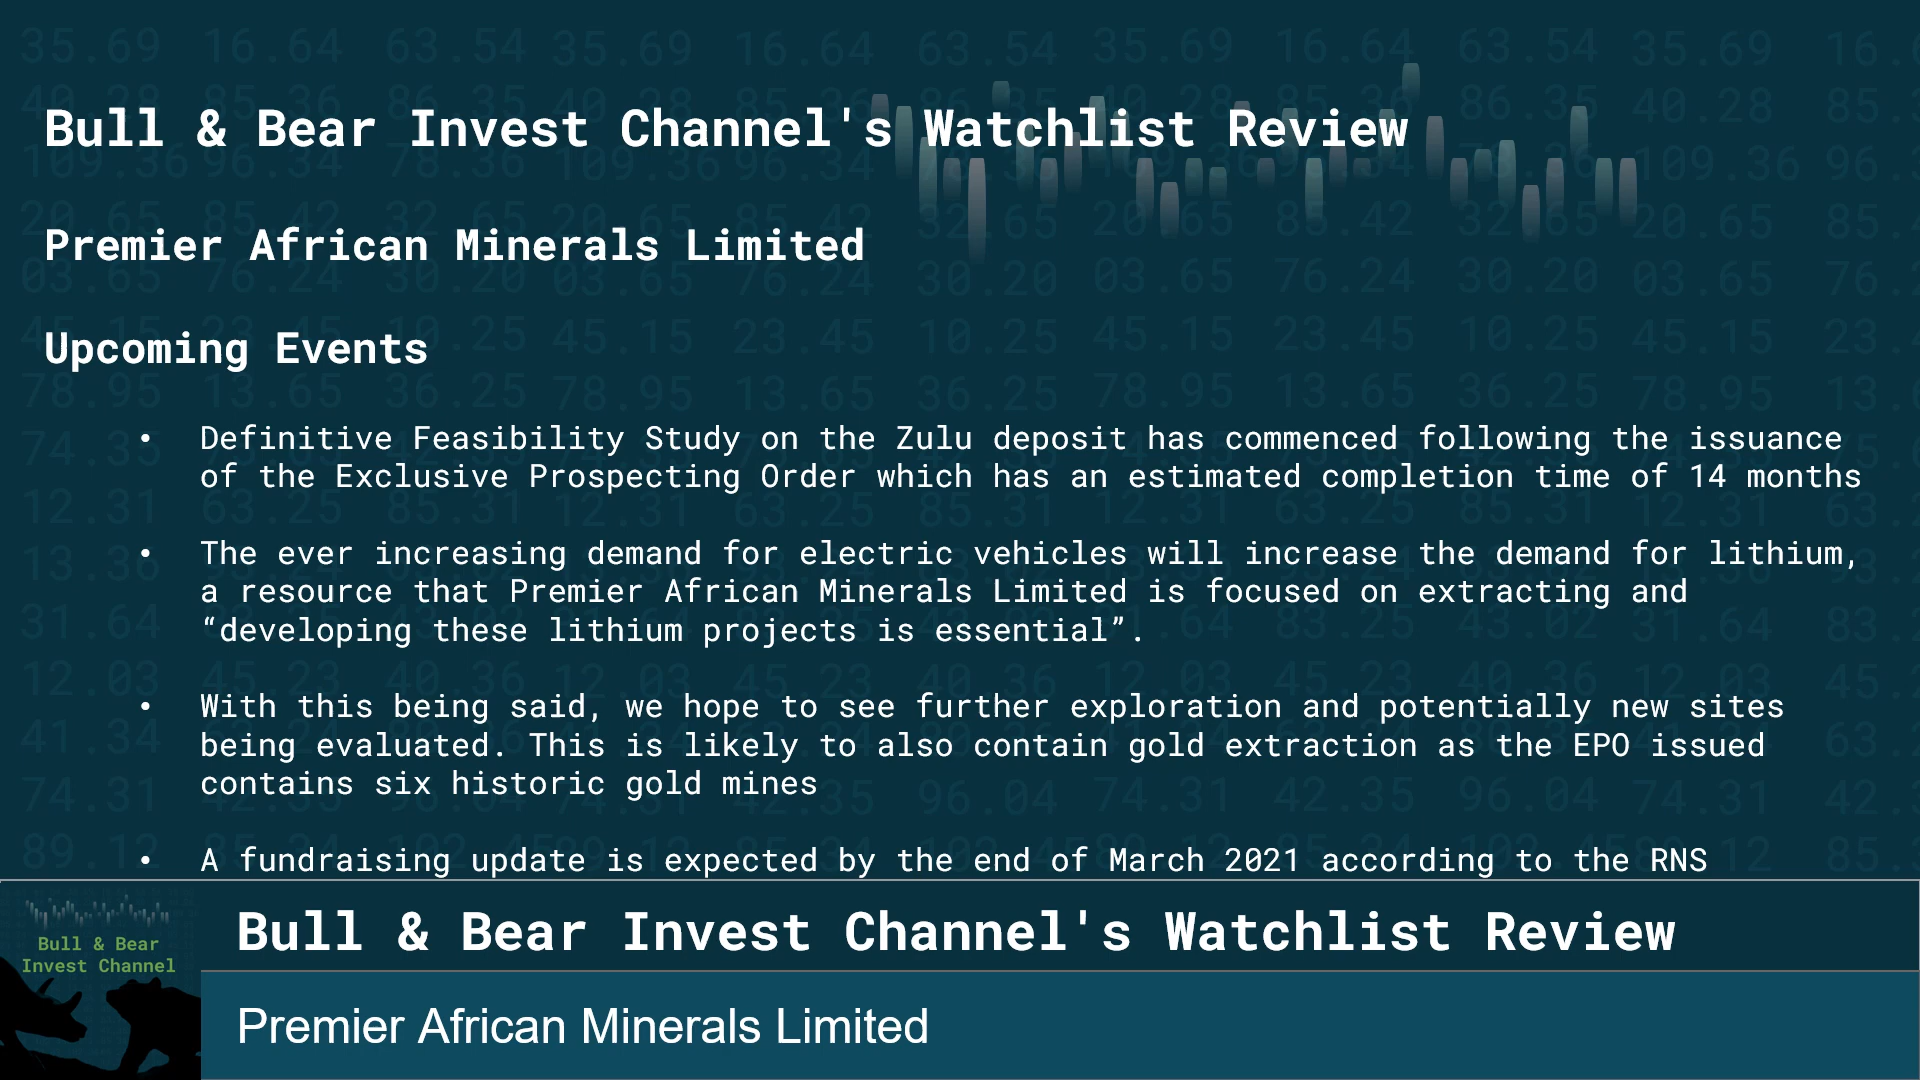 Bull & Bear Invest Channel's Watchlist Review
Premier African Minerals Limited
Upcoming Events
• Definitive Feasibility Study on the Zulu deposit has commenced following the issuance
of the Exclusive Prospecting Order which has an estimated completion time of 14 months
• The ever increasing demand for electric vehicles will increase the demand for lithium,
a resource that Premier African Minerals Limited is focused on extracting and
“developing these lithium projects is essential”.
• With this being said, we hope to see further exploration and potentially new sites
being evaluated. This is likely to also contain gold extraction as the EPO issued
contains six historic gold mines
• A fundraising update is expected by the end of March 2021 according to the RNS
Bull & Bear
Invest Channel
Bull & Bear Invest Channel's Watchlist Review
Premier African Minerals Limited